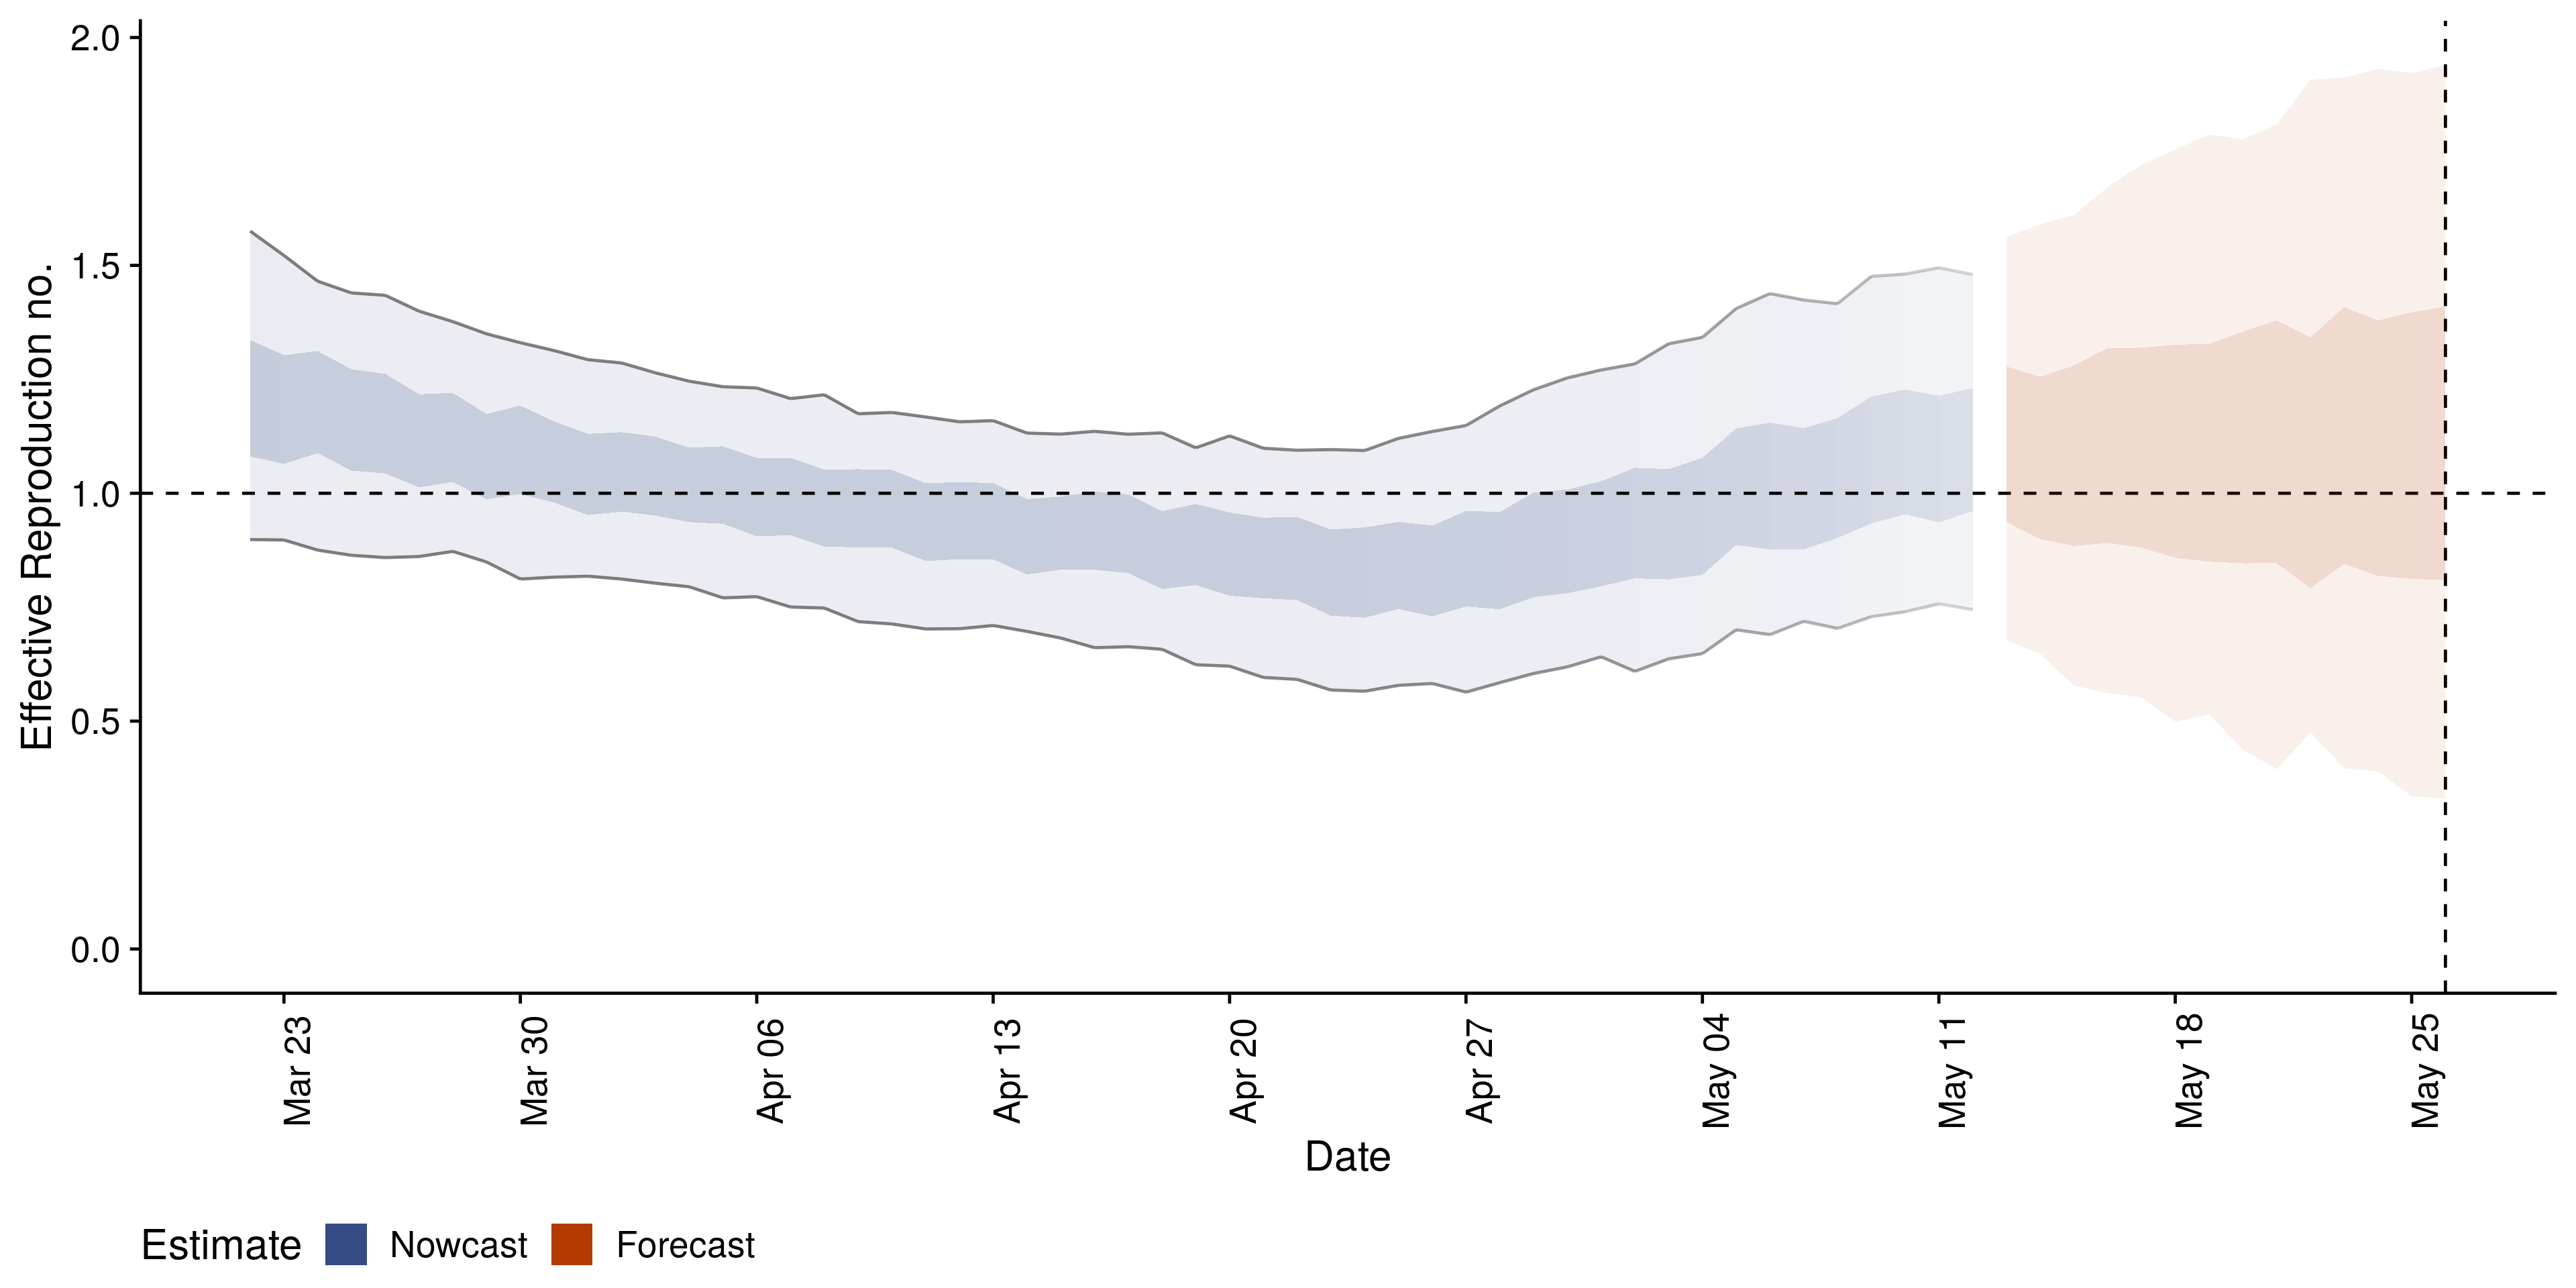 Effective Reproduction no.
2.0
1.5
1.0
0.5
0.0
Mar 23
Mar 30
Apr 06
Apr 13
Apr 20
Apr 27
May 04
May 11
May 18
May 25
Date
Estimate Nowcast Forecast